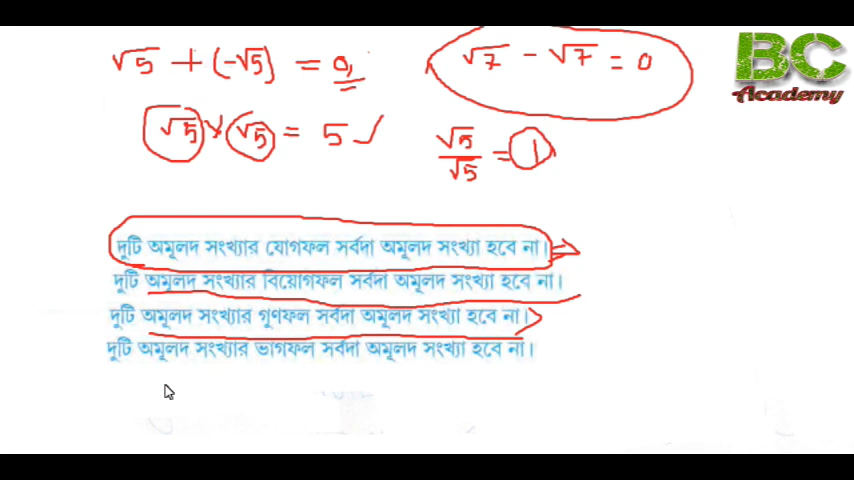 √5 + (-√5) = 0,
√7 - √7 = 0
BC
Academy
√5 × √5 = 5 ✓
√5/√5 = 1
দুটি অমূলদ সংখ্যার যোগফল সর্বদা অমূলদ সংখ্যা হবে না।
দুটি অমূলদ সংখ্যার বিয়োগফল সর্বদা অমূলদ সংখ্যা হবে না।
দুটি অমূলদ সংখ্যার গুণফল সর্বদা অমূলদ সংখ্যা হবে না।
দুটি অমূলদ সংখ্যার ভাগফল সর্বদা অমূলদ সংখ্যা হবে না।